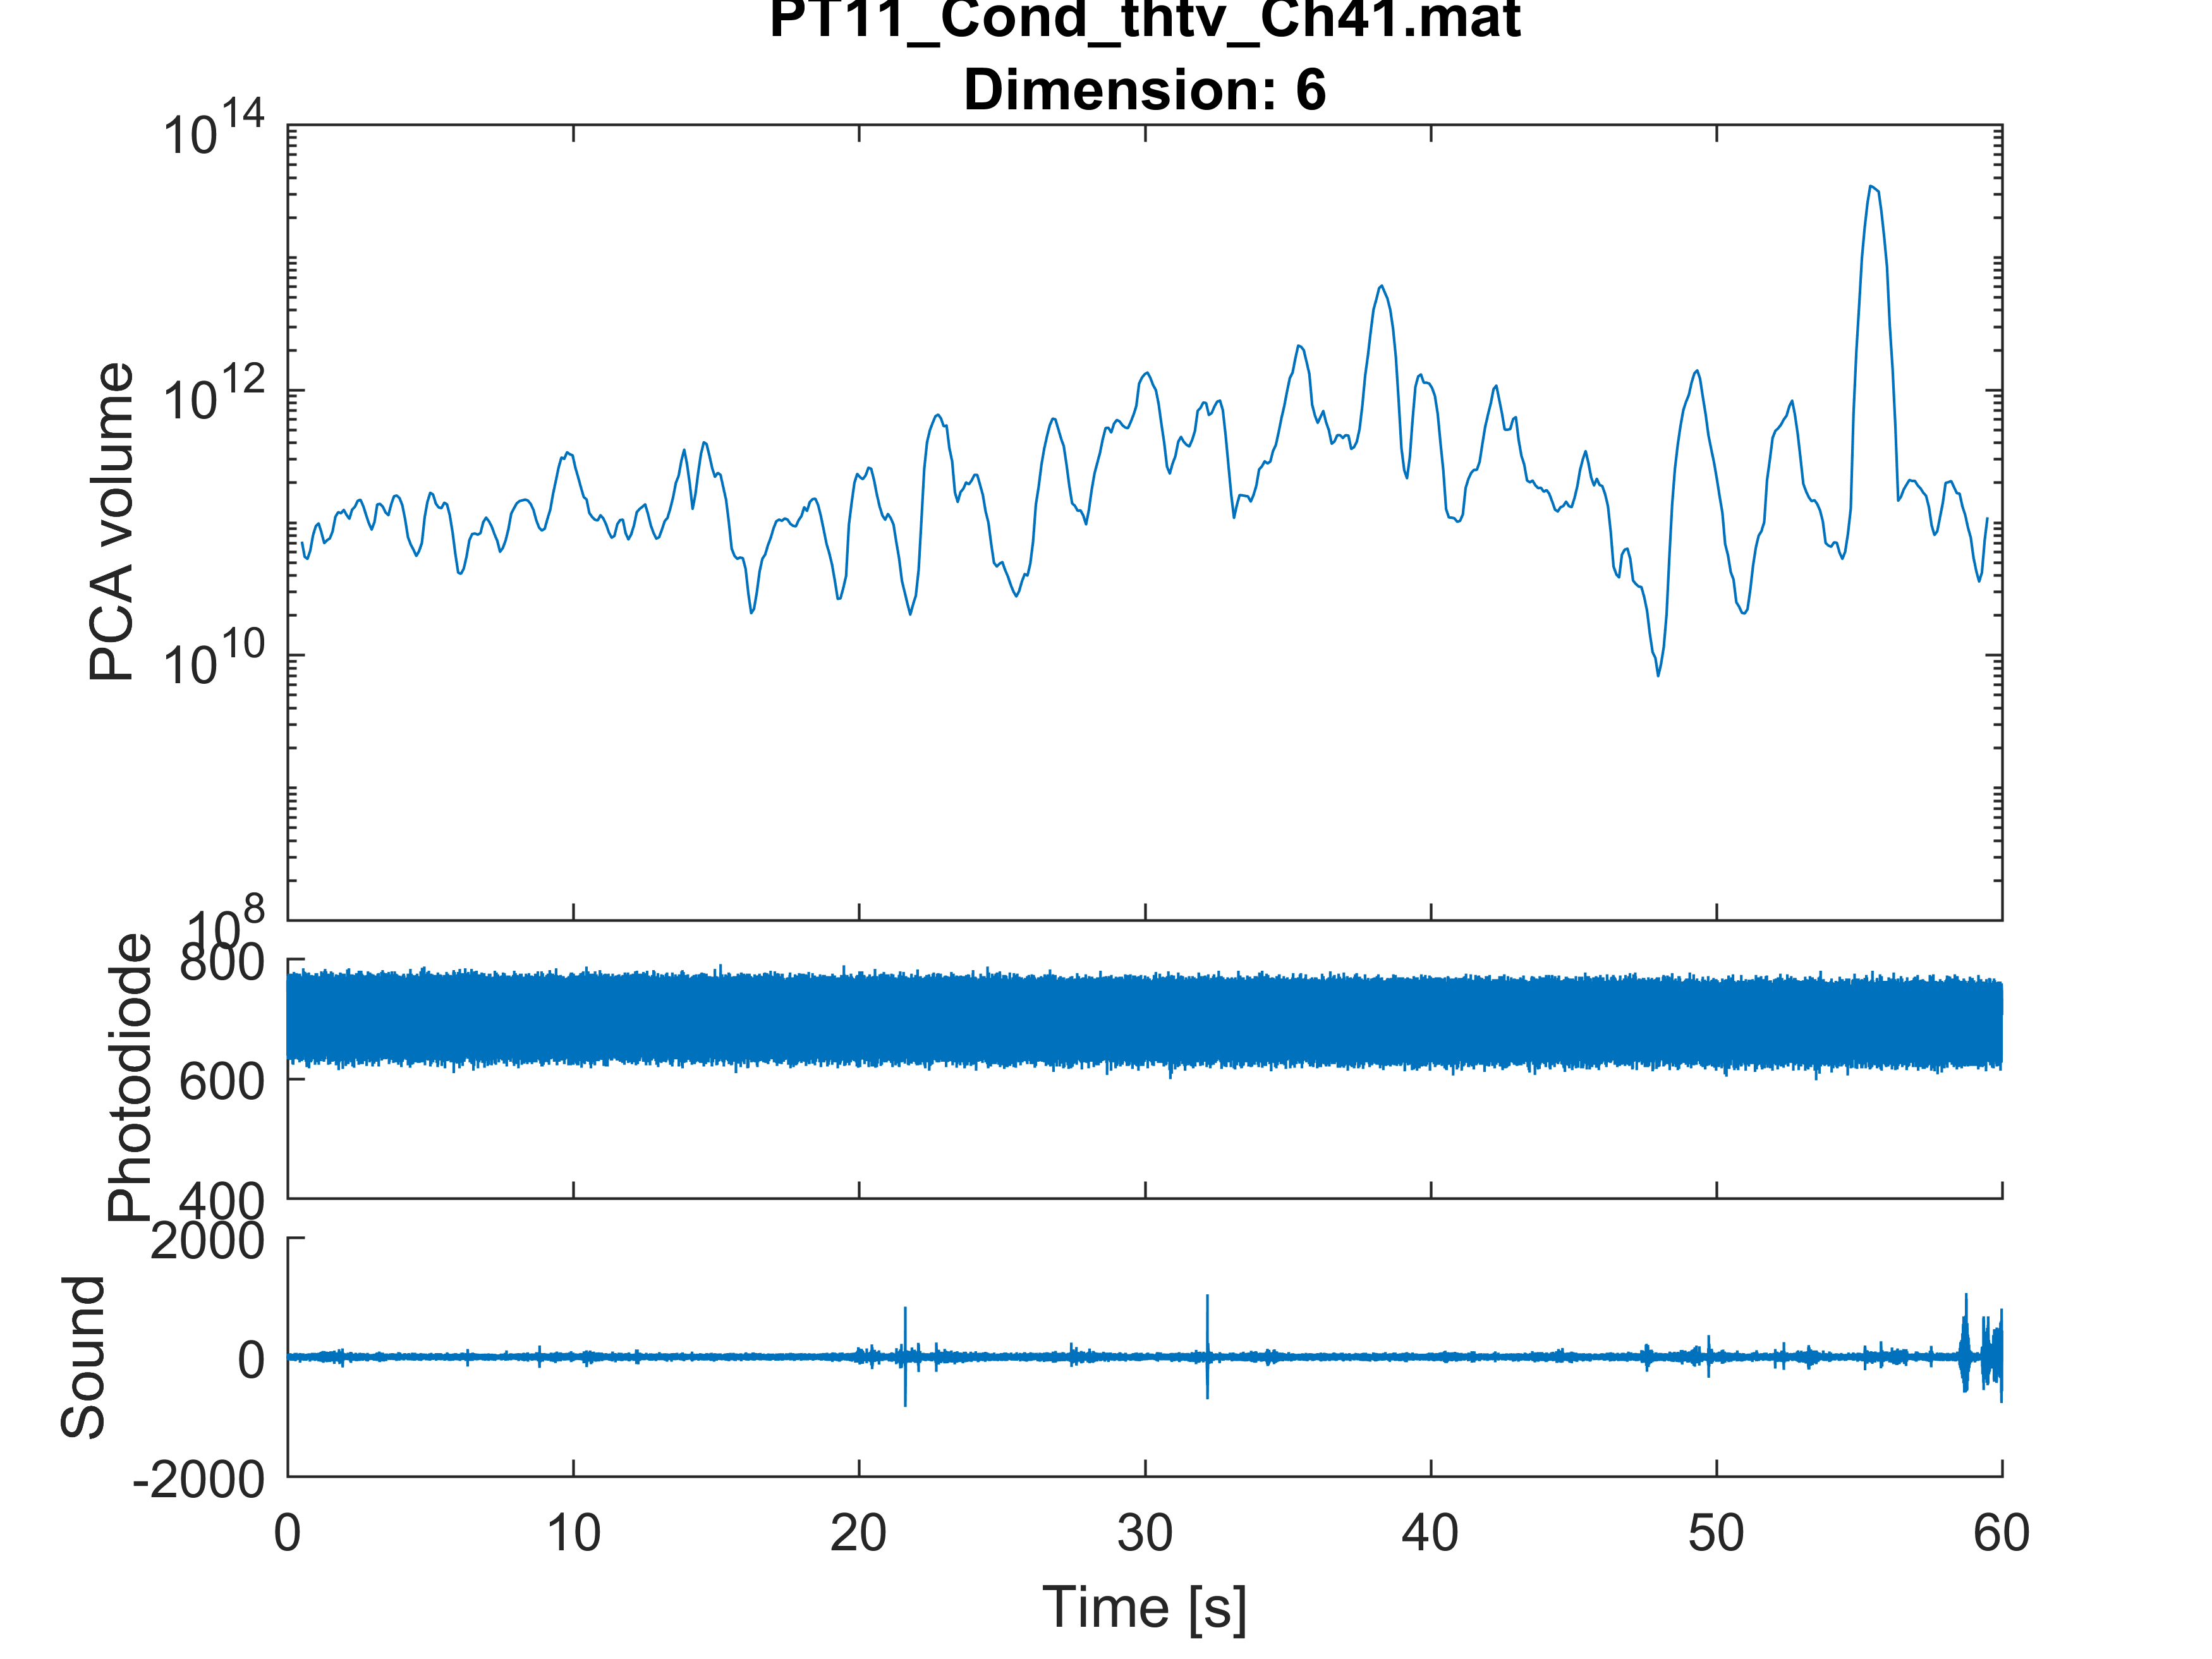 PT11_Cond_thtv_Ch41.mat
Dimension: 6
10^14
10^12
10^10
10^8
PCA volume
800
600
400
Photodiode
2000
0
-2000
Sound
0 10 20 30 40 50 60
Time [s]